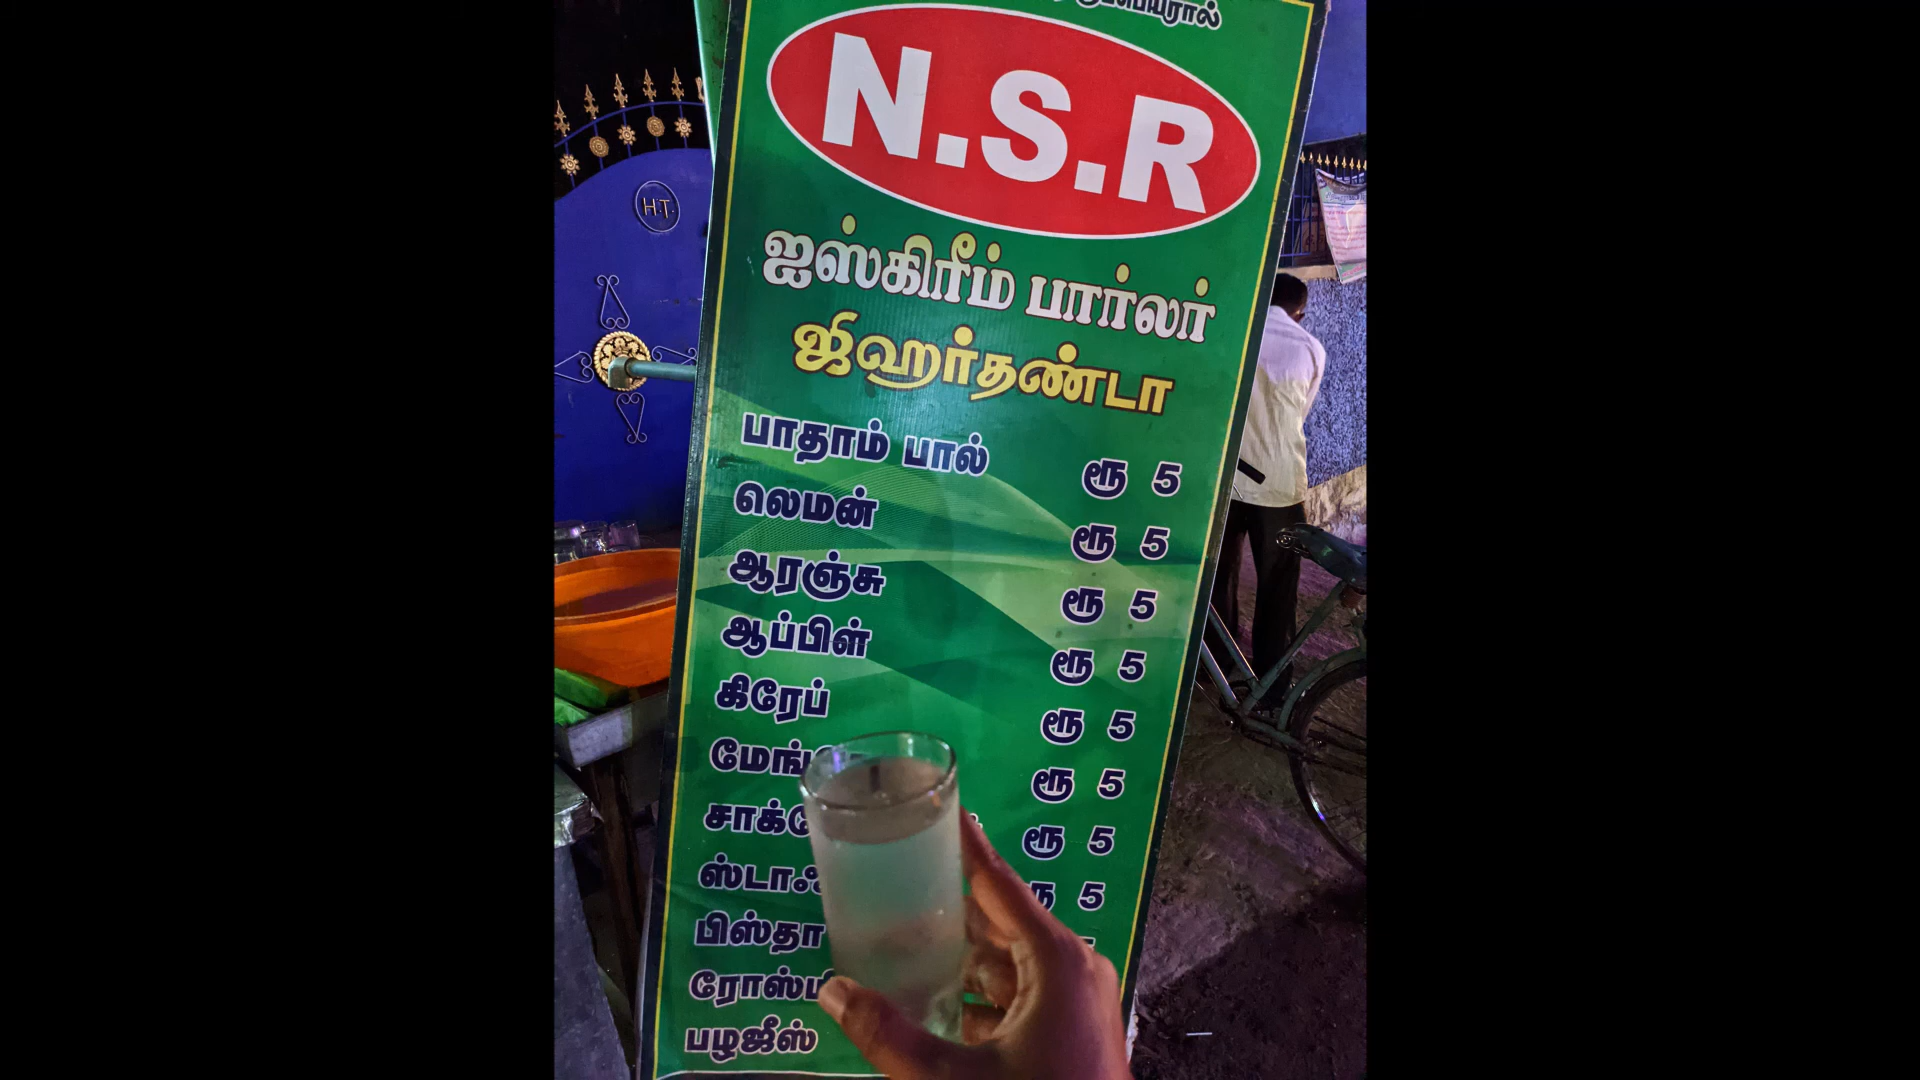 N.S.R
ஐஸ்கிரீம் பார்லர்
ஜிஹர்தண்டா
பாதாம் பால் ரூ 5
லெமன் ரூ 5
ஆரஞ்சு ரூ 5
ஆப்பிள் ரூ 5
கிரேப் ரூ 5
ரூ 5
ரூ 5
5
பிஸ்தா
பழஜீஸ்
H.T.